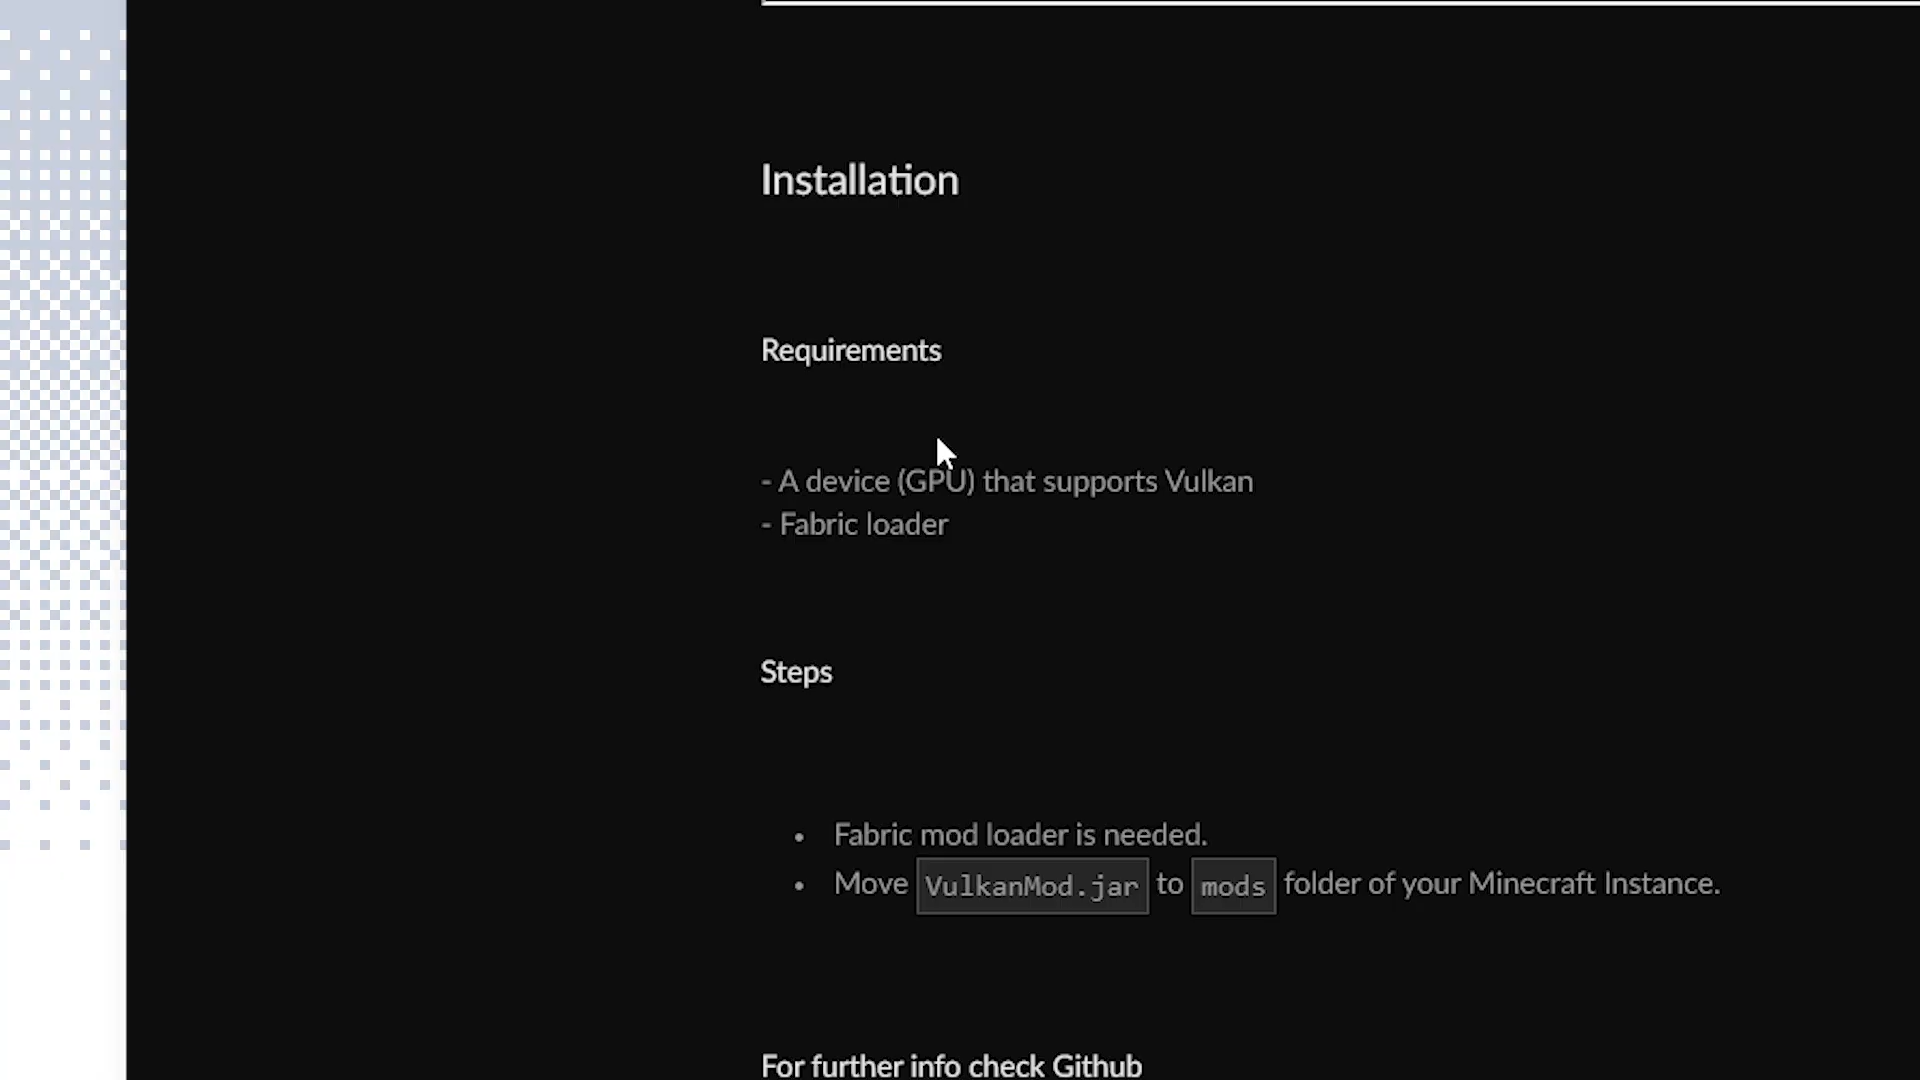 Installation
Requirements
- A device (GPU) that supports Vulkan
- Fabric loader
Steps
• Fabric mod loader is needed.
• Move VulkanMod.jar to mods folder of your Minecraft Instance.
For further info check Github